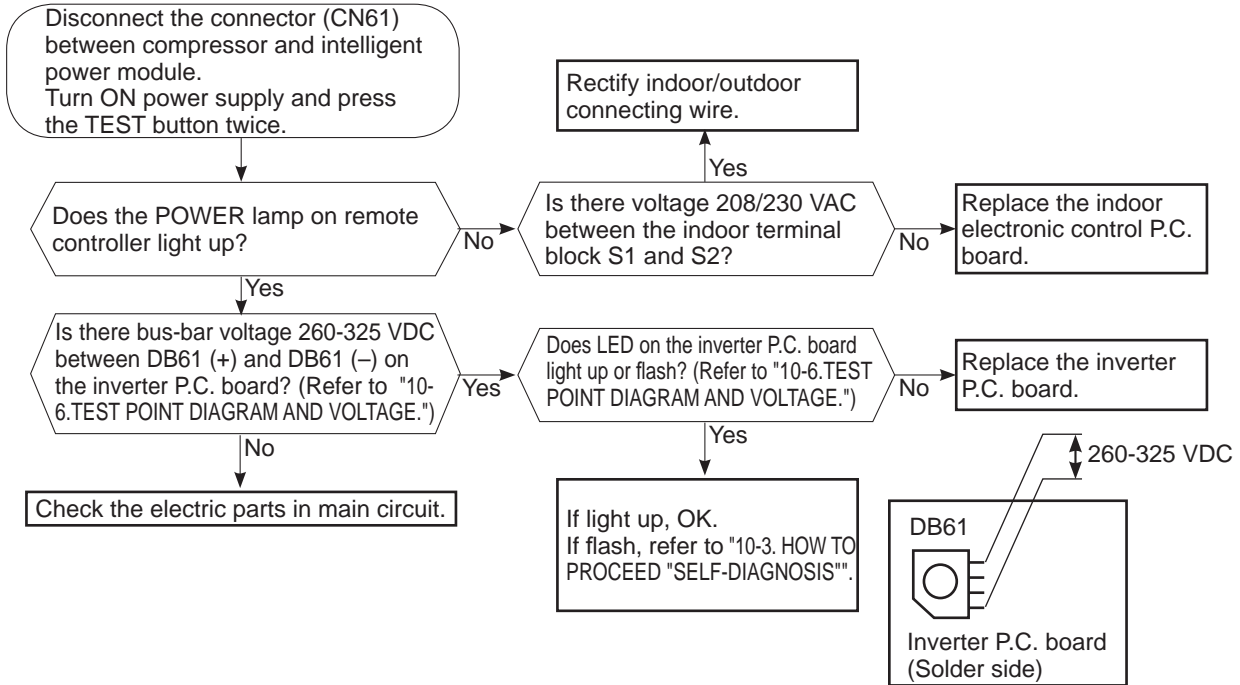 Disconnect the connector (CN61)
between compressor and intelligent
power module.
Turn ON power supply and press
the TEST button twice.
Rectify indoor/outdoor
connecting wire.
Yes
Does the POWER lamp on remote
controller light up?
No
Is there voltage 208/230 VAC
between the indoor terminal
block S1 and S2?
No
Replace the indoor
electronic control P.C.
board.
Yes
Is there bus-bar voltage 260-325 VDC
between DB61 (+) and DB61 (–) on
the inverter P.C. board? (Refer to "10-
6.TEST POINT DIAGRAM AND VOLTAGE.")
Yes
Does LED on the inverter P.C. board
light up or flash? (Refer to "10-6.TEST
POINT DIAGRAM AND VOLTAGE.")
No
Replace the inverter
P.C. board.
No
Check the electric parts in main circuit.
Yes
If light up, OK.
If flash, refer to "10-3. HOW TO
PROCEED "SELF-DIAGNOSIS"".
260-325 VDC
DB61
Inverter P.C. board
(Solder side)